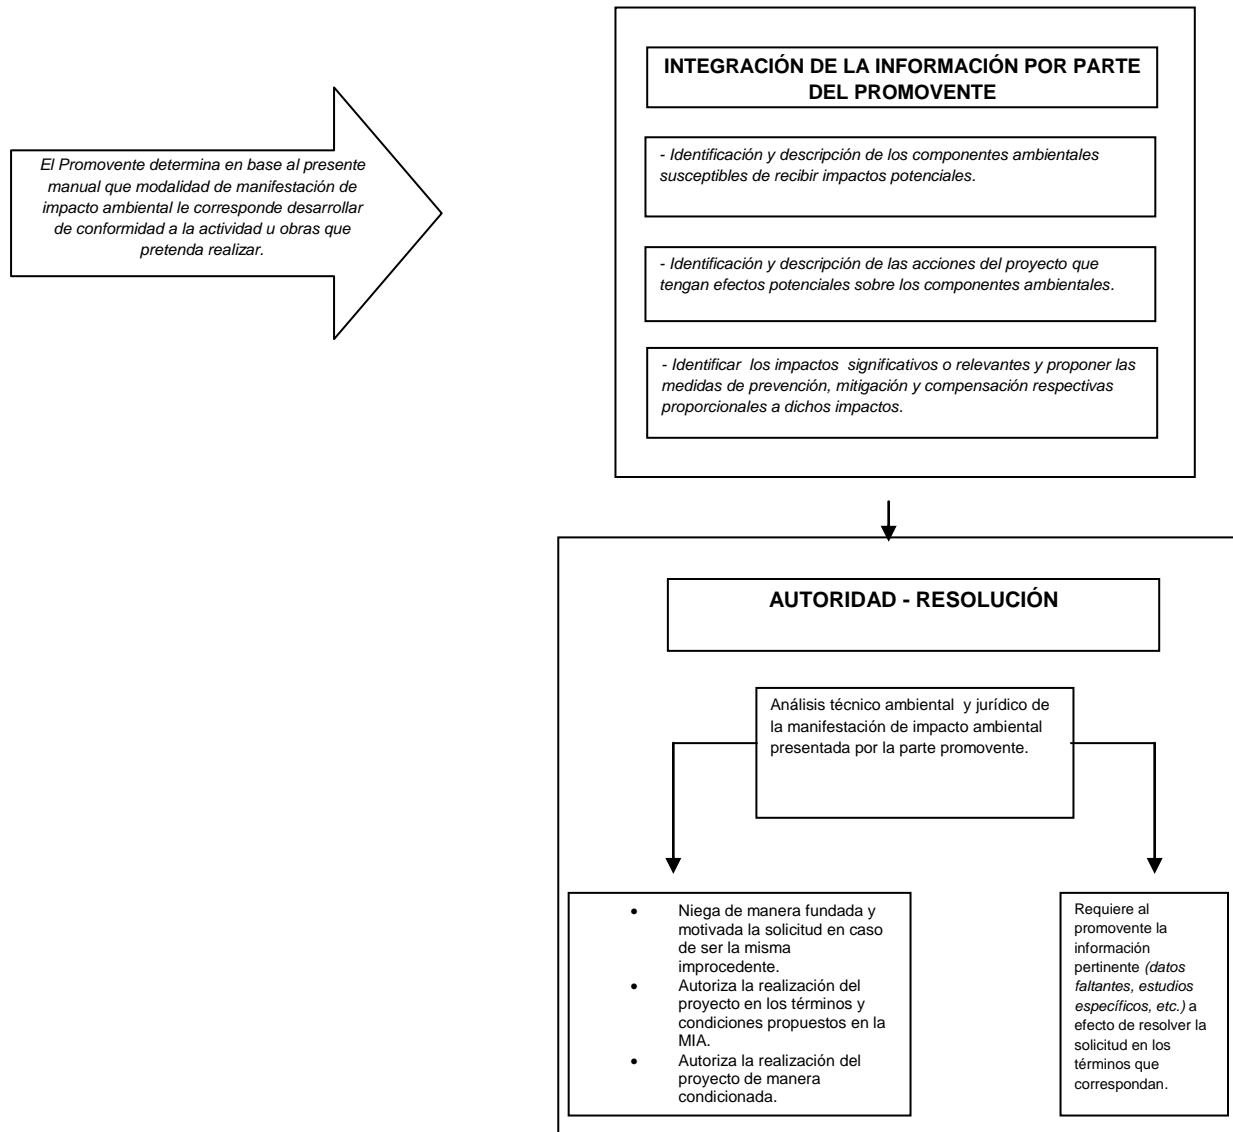 El Promovente determina en base al presente
manual que modalidad de manifestación de
impacto ambiental le corresponde desarrollar
de conformidad a la actividad u obras que
pretenda realizar.
INTEGRACIÓN DE LA INFORMACIÓN POR PARTE
DEL PROMOVENTE
- Identificación y descripción de los componentes ambientales
susceptibles de recibir impactos potenciales.
- Identificación y descripción de las acciones del proyecto que
tengan efectos potenciales sobre los componentes ambientales.
- Identificar los impactos significativos o relevantes y proponer las
medidas de prevención, mitigación y compensación respectivas
proporcionales a dichos impactos.
AUTORIDAD - RESOLUCIÓN
Análisis técnico ambiental y jurídico de
la manifestación de impacto ambiental
presentada por la parte promovente.
• Niega de manera fundada y
motivada la solicitud en caso
de ser la misma
improcedente.
• Autoriza la realización del
proyecto en los términos y
condiciones propuestos en la
MIA.
• Autoriza la realización del
proyecto de manera
condicionada.
Requiere al
promovente la
información
pertinente (datos
faltantes, estudios
específicos, etc.) a
efecto de resolver la
solicitud en los
términos que
correspondan.